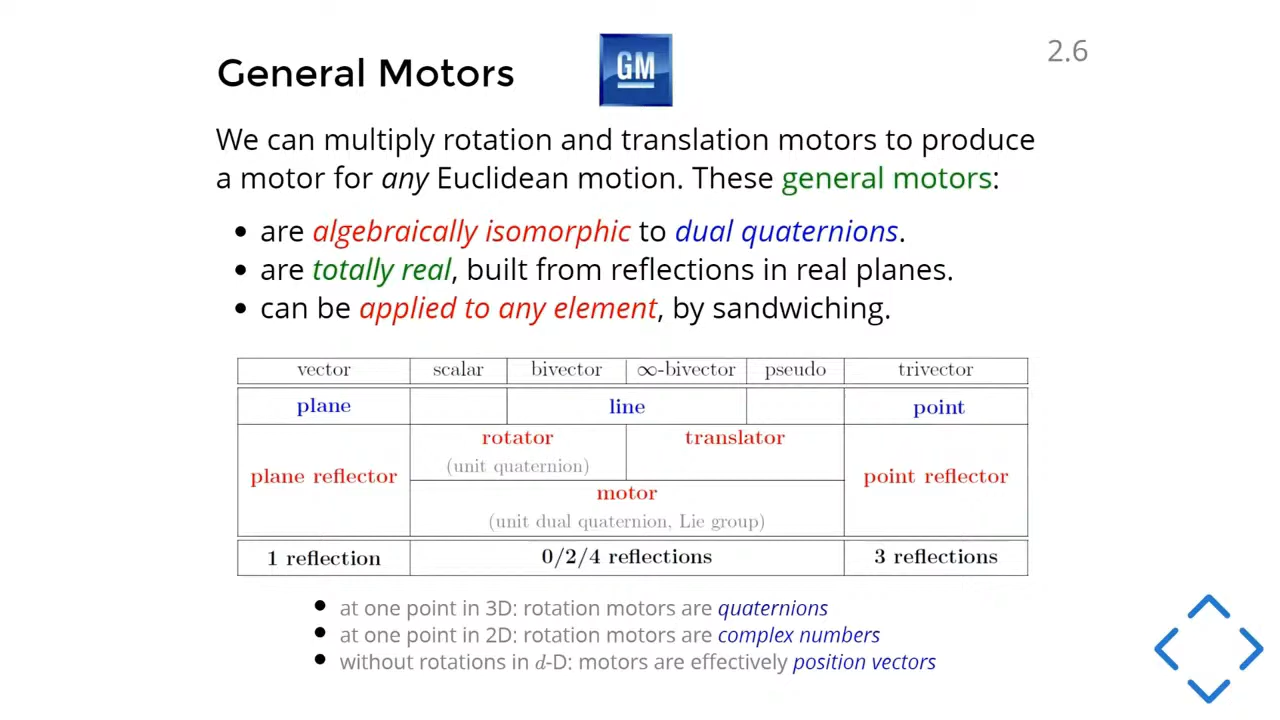 General Motors
GM
2.6
We can multiply rotation and translation motors to produce
a motor for any Euclidean motion. These general motors:
• are algebraically isomorphic to dual quaternions.
• are totally real, built from reflections in real planes.
• can be applied to any element, by sandwiching.
vector scalar bivector ∞-bivector pseudo trivector
plane line point
rotator translator
(unit quaternion)
plane reflector point reflector
motor
(unit dual quaternion, Lie group)
1 reflection 0/2/4 reflections 3 reflections
• at one point in 3D: rotation motors are quaternions
• at one point in 2D: rotation motors are complex numbers
• without rotations in d-D: motors are effectively position vectors